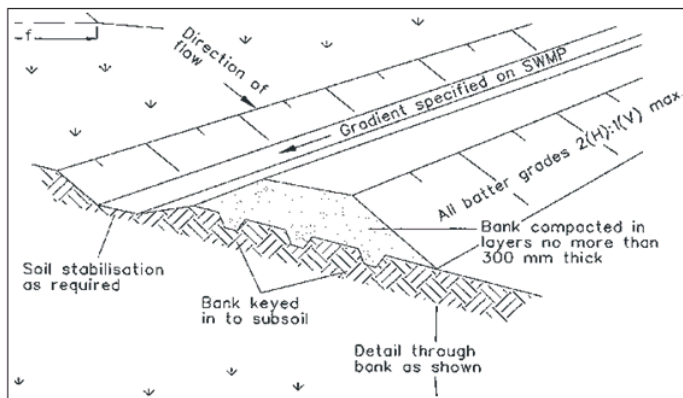 f
Direction of
flow
Gradient specified on SWMP
All batter grades 2(H):1(V) max.
Soil stabilisation
as required
Bank keyed
in to subsoil
Bank compacted in
layers no more than
300 mm thick
Detail through
bank as shown